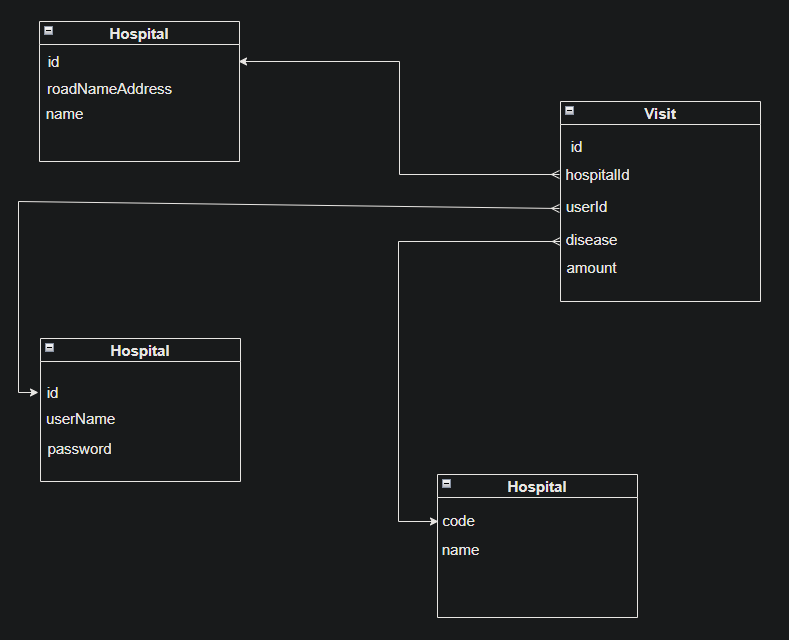 Hospital
id
roadNameAddress
name
Visit
id
hospitalId
userId
disease
amount
Hospital
id
userName
password
Hospital
code
name